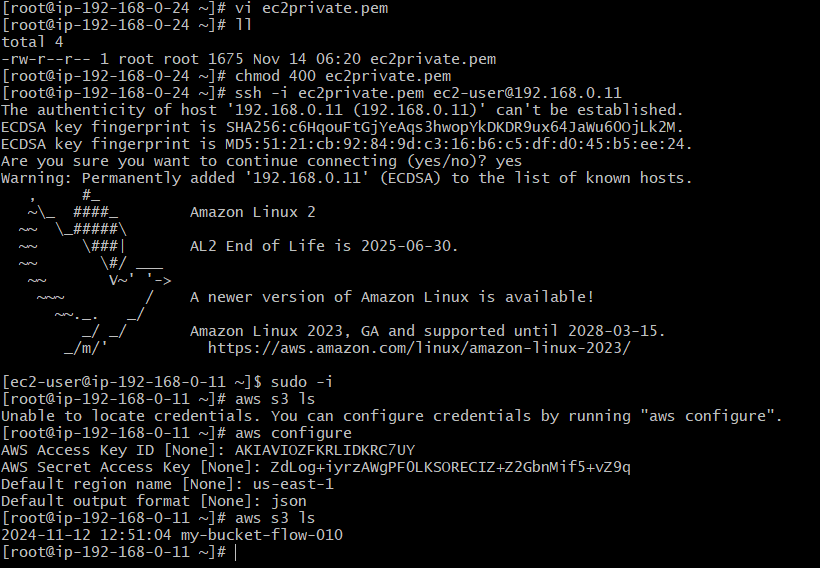 [root@ip-192-168-0-24 ~]# vi ec2private.pem
[root@ip-192-168-0-24 ~]# ll
total 4
-rw-r--r-- 1 root root 1675 Nov 14 06:20 ec2private.pem
[root@ip-192-168-0-24 ~]# chmod 400 ec2private.pem
[root@ip-192-168-0-24 ~]# ssh -i ec2private.pem ec2-user@192.168.0.11
The authenticity of host '192.168.0.11 (192.168.0.11)' can't be established.
ECDSA key fingerprint is SHA256:c6HqouFtGjYeAqs3hwopYkDKDR9ux64JaWu6OOjLk2M.
ECDSA key fingerprint is MD5:51:21:cb:92:84:9d:c3:16:b6:c5:df:d0:45:b5:ee:24.
Are you sure you want to continue connecting (yes/no)? yes
Warning: Permanently added '192.168.0.11' (ECDSA) to the list of known hosts.
   ,     #_
   ~\_  ####_        Amazon Linux 2
  ~~  \_#####\
  ~~     \###|       AL2 End of Life is 2025-06-30.
  ~~       \#/ ___
   ~~       V~' '->
    ~~~         /    A newer version of Amazon Linux is available!
      ~~._.   _/
         _/ _/       Amazon Linux 2023, GA and supported until 2028-03-15.
       _/m/'           https://aws.amazon.com/linux/amazon-linux-2023/
[ec2-user@ip-192-168-0-11 ~]$ sudo -i
[root@ip-192-168-0-11 ~]# aws s3 ls
Unable to locate credentials. You can configure credentials by running "aws configure".
[root@ip-192-168-0-11 ~]# aws configure
AWS Access Key ID [None]: AKIAVIOZFKRLIDKRC7UY
AWS Secret Access Key [None]: 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
Default region name [None]: us-east-1
Default output format [None]: json
[root@ip-192-168-0-11 ~]# aws s3 ls
2024-11-12 12:51:04 my-bucket-flow-010
[root@ip-192-168-0-11 ~]#